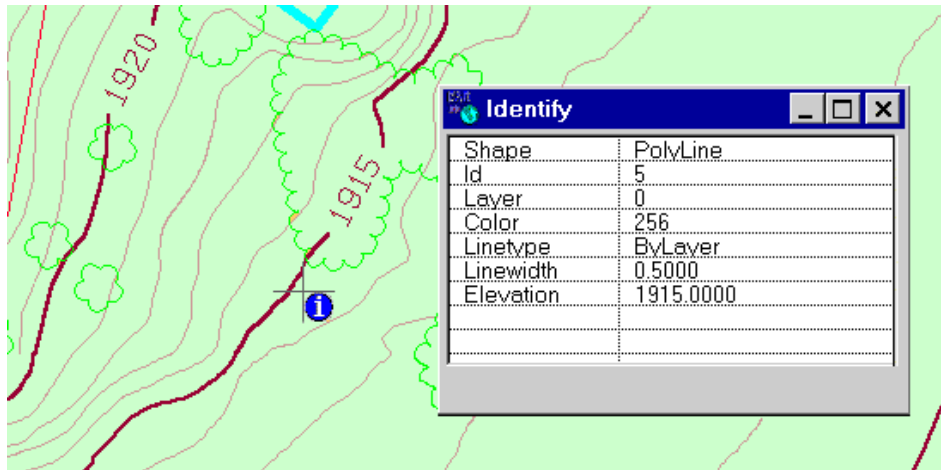 1920
1915
Identify
Shape PolyLine
Id 5
Layer 0
Color 256
Linetype ByLayer
Linewidth 0.5000
Elevation 1915.0000
i